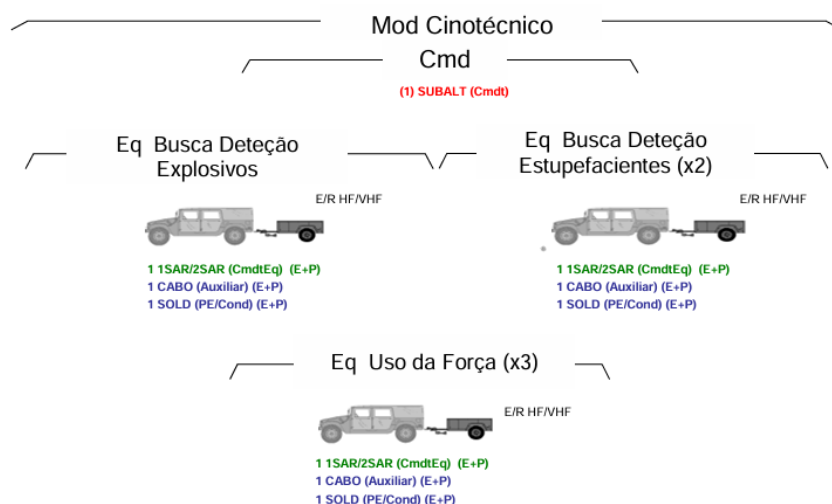 Mod Cinotécnico
Cmd
(1) SUBALT (Cmdt)
Eq Busca Deteção
Explosivos
E/R HF/VHF
1 1SAR/2SAR (CmdtEq) (E+P)
1 CABO (Auxiliar) (E+P)
1 SOLD (PE/Cond) (E+P)
Eq Busca Deteção
Estupefacientes (x2)
E/R HF/VHF
1 1SAR/2SAR (CmdtEq) (E+P)
1 CABO (Auxiliar) (E+P)
1 SOLD (PE/Cond) (E+P)
Eq Uso da Força (x3)
E/R HF/VHF
1 1SAR/2SAR (CmdtEq) (E+P)
1 CABO (Auxiliar) (E+P)
1 SOLD (PE/Cond) (E+P)